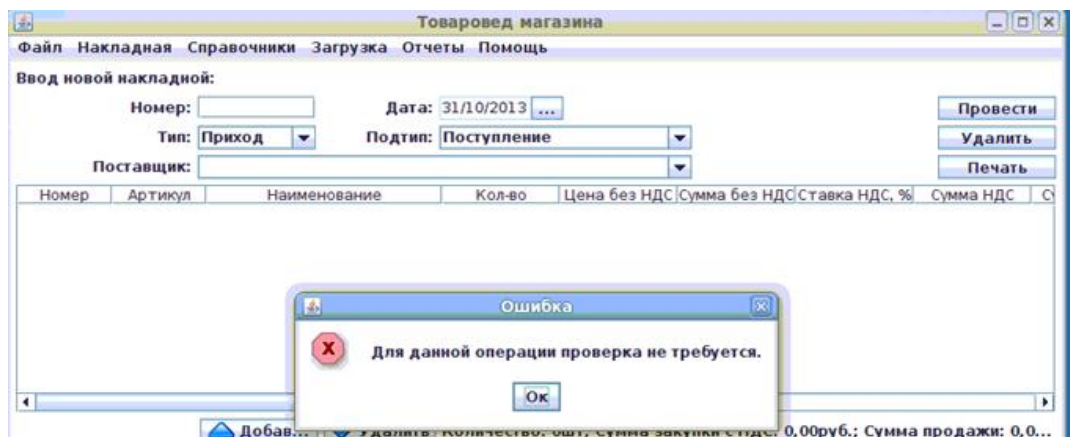 Товаровед магазина
Файл Накладная Справочники Загрузка Отчеты Помощь
Ввод новой накладной:
Номер: Дата: 31/10/2013 ... Провести
Тип: Приход Подтип: Поступление Удалить
Поставщик: Печать
Номер Артикул Наименование Кол-во Цена без НДС Сумма без НДС Ставка НДС, % Сумма НДС
Ошибка
Для данной операции проверка не требуется.
Ок
Добав... Удалить Количество: 0шт, Сумма закупки с НДС: 0,00руб.; Сумма продажи: 0,0...